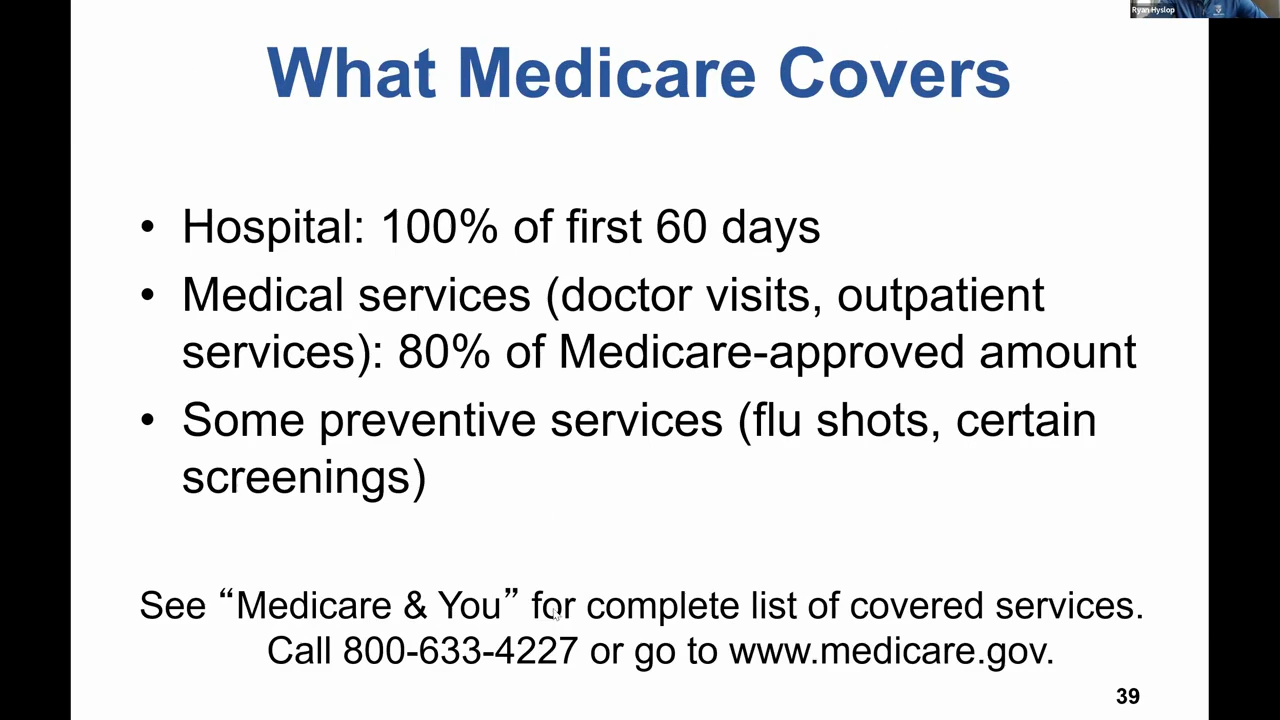 Ryan Hyslop
What Medicare Covers
• Hospital: 100% of first 60 days
• Medical services (doctor visits, outpatient
services): 80% of Medicare-approved amount
• Some preventive services (flu shots, certain
screenings)
See “Medicare & You” for complete list of covered services.
Call 800-633-4227 or go to www.medicare.gov.
39